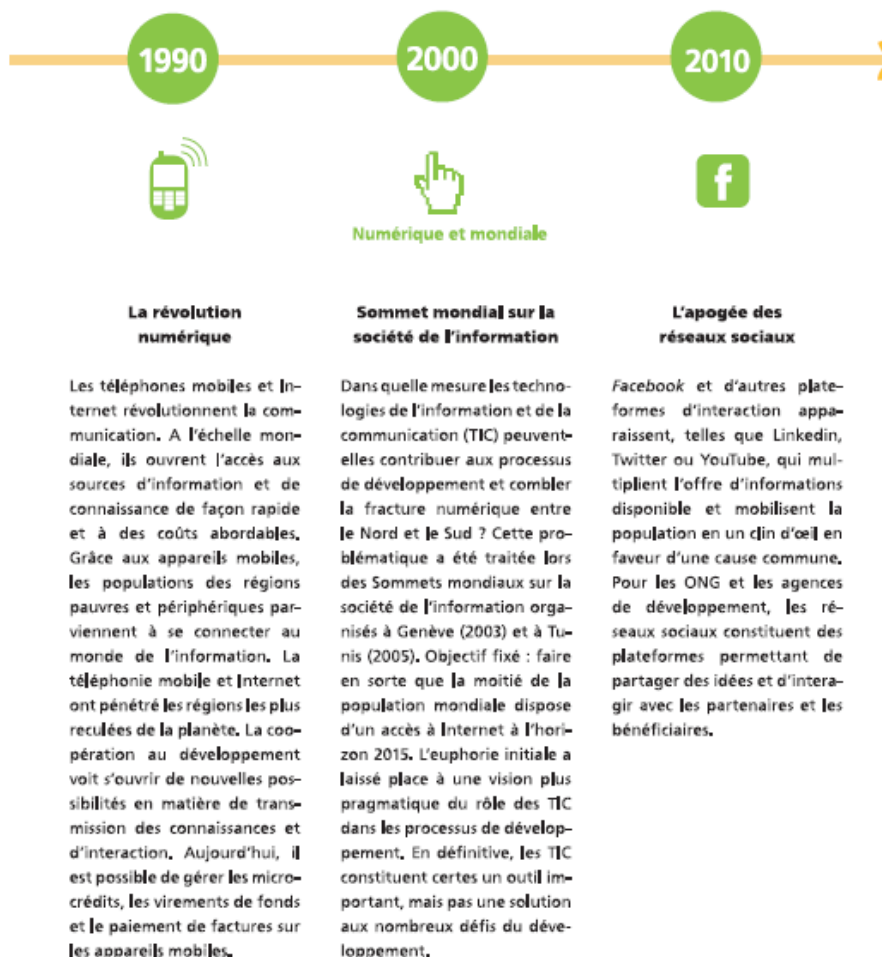 1990
2000
2010
f
Numérique et mondiale
La révolution
numérique
Les téléphones mobiles et In-
ternet révolutionnent la com-
munication. A l'échelle mon-
diale, ils ouvrent l'accès aux
sources d'information et de
connaissance de façon rapide
et à des coûts abordables.
Grâce aux appareils mobiles,
les populations des régions
pauvres et périphériques par-
viennent à se connecter au
monde de l'information. La
téléphonie mobile et Internet
ont pénétré les régions les plus
reculées de la planète. La coo-
pération au développement
voit s'ouvrir de nouvelles pos-
sibilités en matière de trans-
mission des connaissances et
d'interaction. Aujourd'hui, il
est possible de gérer les micro-
crédits, les virements de fonds
et le paiement de factures sur
les appareils mobiles.
Sommet mondial sur la
société de l'information
Dans quelle mesure les techno-
logies de l'information et de la
communication (TIC) peuvent-
elles contribuer aux processus
de développement et combler
la fracture numérique entre
le Nord et le Sud ? Cette pro-
blématique a été traitée lors
des Sommets mondiaux sur la
société de l'information orga-
nisés à Genève (2003) et à Tu-
nis (2005). Objectif fixé : faire
en sorte que la moitié de la
population mondiale dispose
d'un accès à Internet à l'hori-
zon 2015. L'euphorie initiale a
laissé place à une vision plus
pragmatique du rôle des TIC
dans les processus de dévelop-
pement. En définitive, les TIC
constituent certes un outil im-
portant, mais pas une solution
aux nombreux défis du déve-
loppement.
L'apogée des
réseaux sociaux
Facebook et d'autres plate-
formes d'interaction appa-
raissent, telles que Linkedin,
Twitter ou YouTube, qui mul-
tiplient l'offre d'informations
disponible et mobilisent la
population en un clin d'œil en
faveur d'une cause commune.
Pour les ONG et les agences
de développement, les ré-
seaux sociaux constituent des
plateformes permettant de
partager des idées et d'intera-
gir avec les partenaires et les
bénéficiaires.